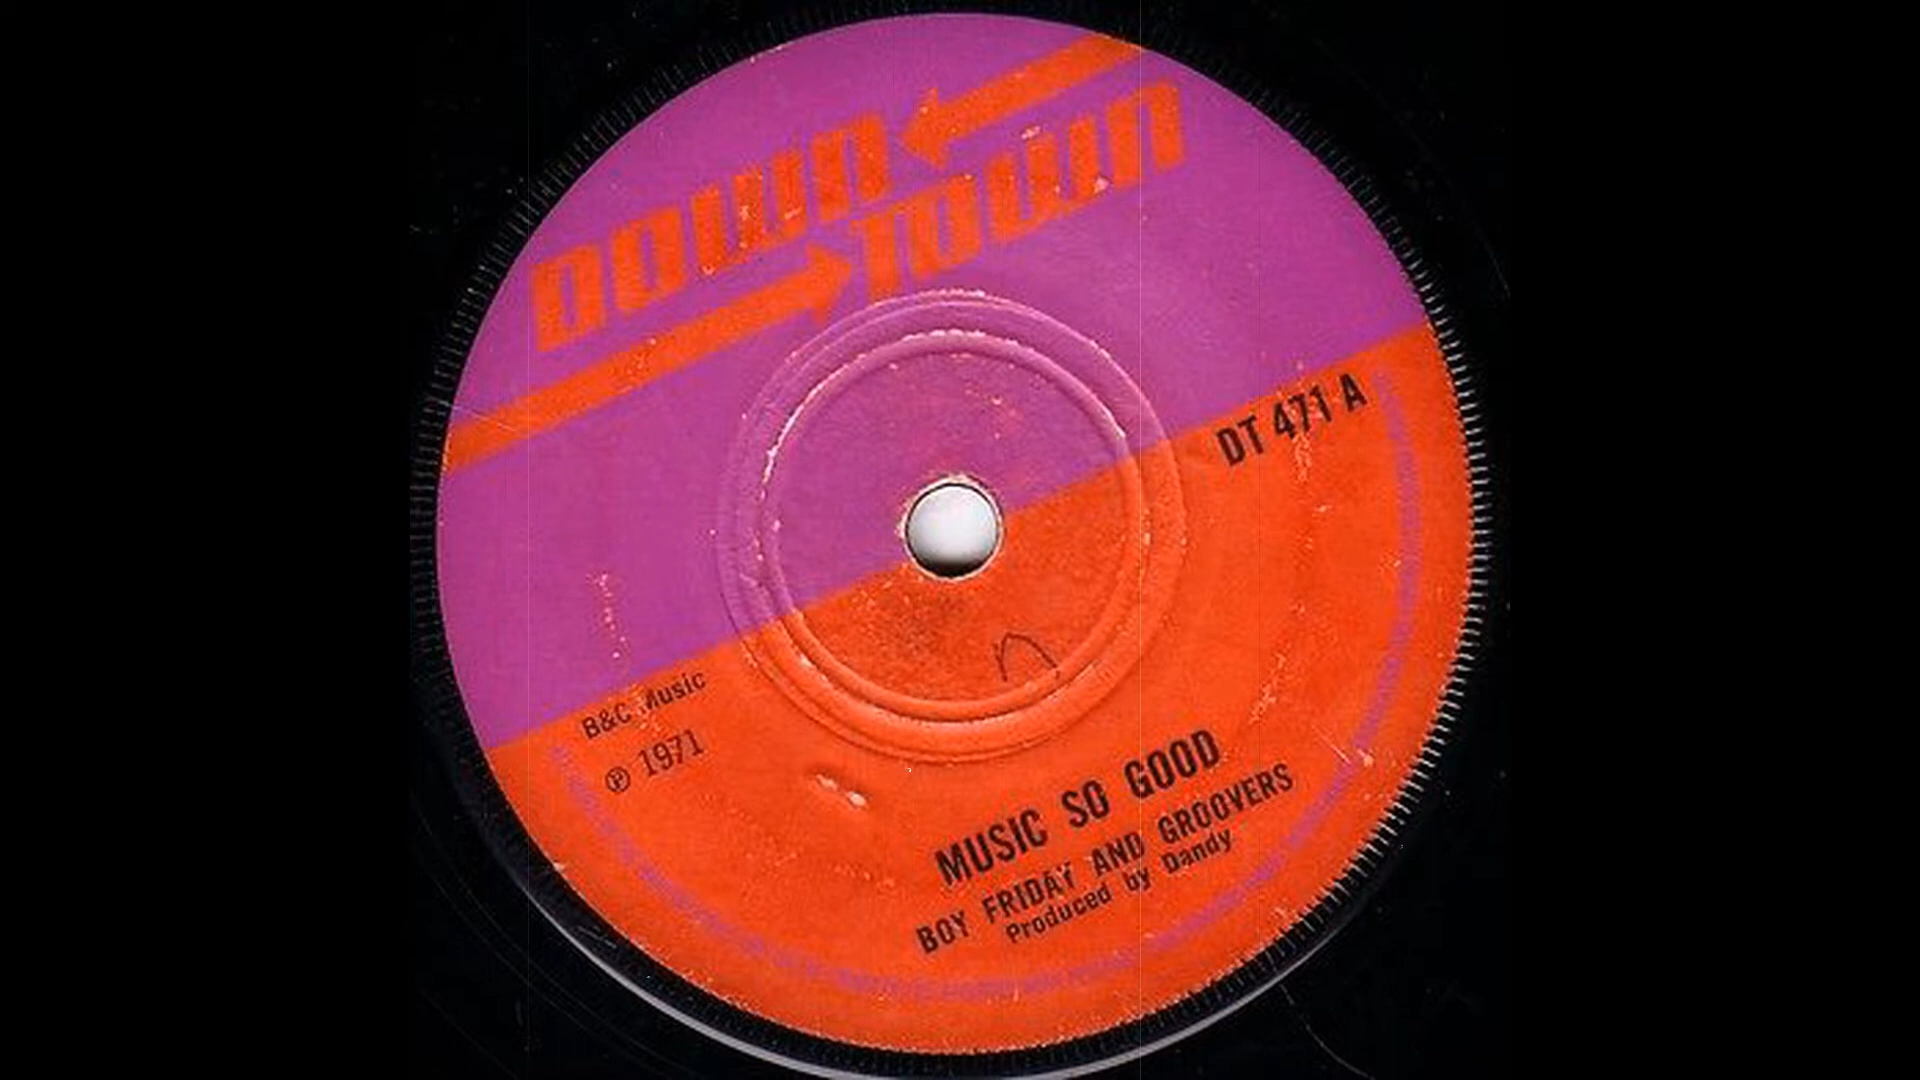 DOWN
TOWN
DT 471 A
B&C Music
℗ 1971
MUSIC SO GOOD
BOY FRIDAY AND GROOVERS
Produced by Dandy